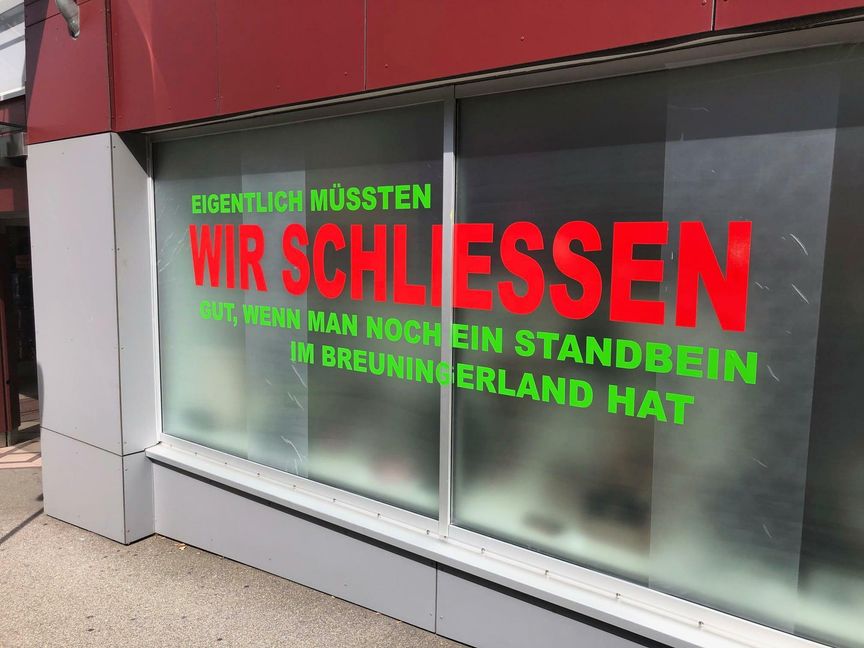 EIGENTLICH MÜSSTEN
WIR SCHLIESSEN
GUT, WENN MAN NOCH EIN STANDBEIN
IM BREUNINGERLAND HAT